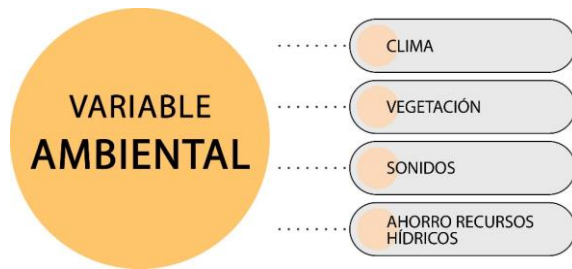 VARIABLE
AMBIENTAL
CLIMA
VEGETACIÓN
SONIDOS
AHORRO RECURSOS
HÍDRICOS